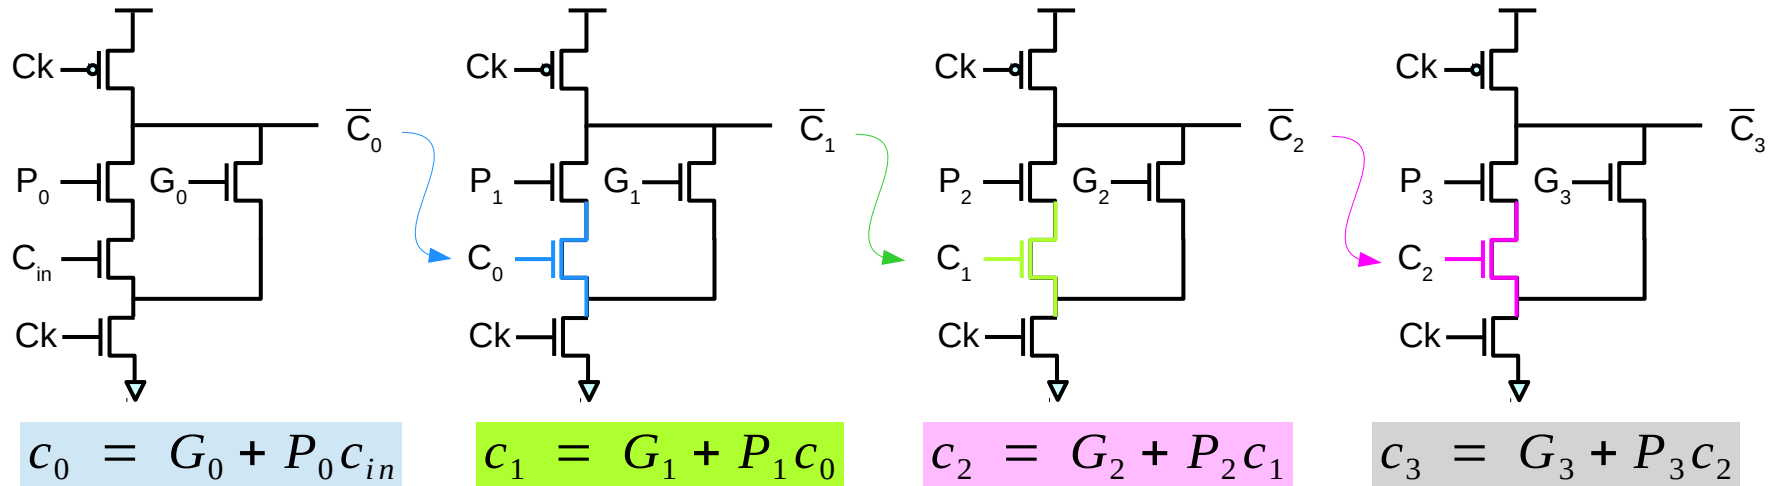 Ck Ck Ck Ck
C̅₀ C̅₁ C̅₂ C̅₃
P₀ G₀ P₁ G₁ P₂ G₂ P₃ G₃
Cᵢₙ C₀ C₁ C₂
Ck Ck Ck Ck
c₀ = G₀ + P₀cᵢₙ c₁ = G₁ + P₁c₀ c₂ = G₂ + P₂c₁ c₃ = G₃ + P₃c₂